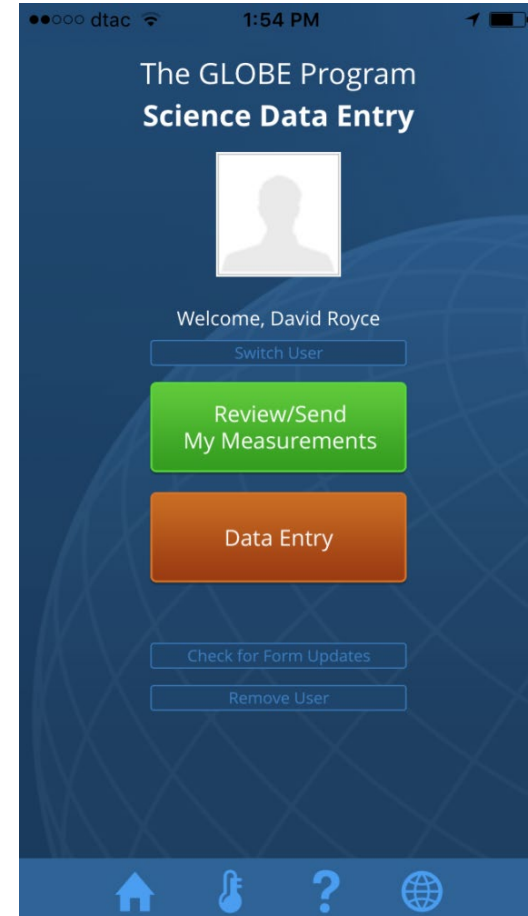 dtac 1:54 PM
The GLOBE Program
Science Data Entry
Welcome, David Royce
Switch User
Review/Send
My Measurements
Data Entry
Check for Form Updates
Remove User
?